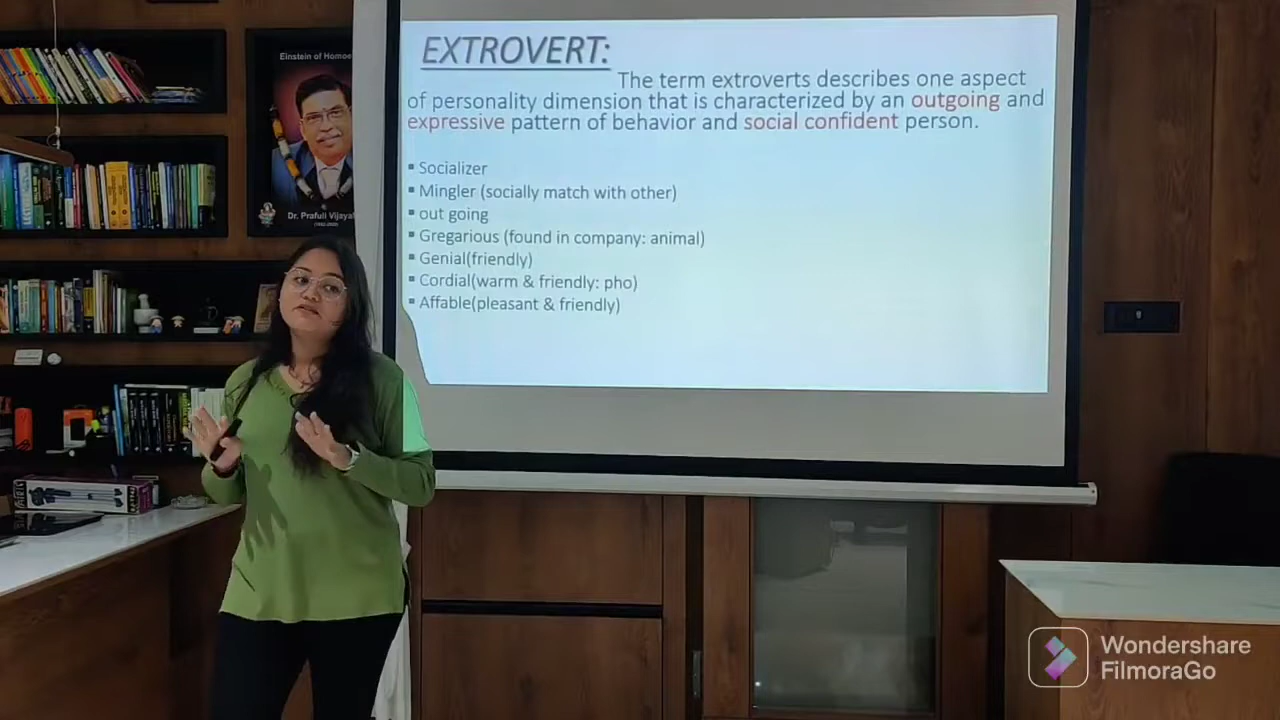 EXTROVERT:
The term extroverts describes one aspect
of personality dimension that is characterized by an outgoing and
expressive pattern of behavior and social confident person.
▪ Socializer
▪ Mingler (socially match with other)
▪ out going
▪ Gregarious (found in company: animal)
▪ Genial(friendly)
▪ Cordial(warm & friendly: pho)
▪ Affable(pleasant & friendly)
Einstein of Homoe
Dr. Prafull Vijaya
Wondershare
FilmoraGo